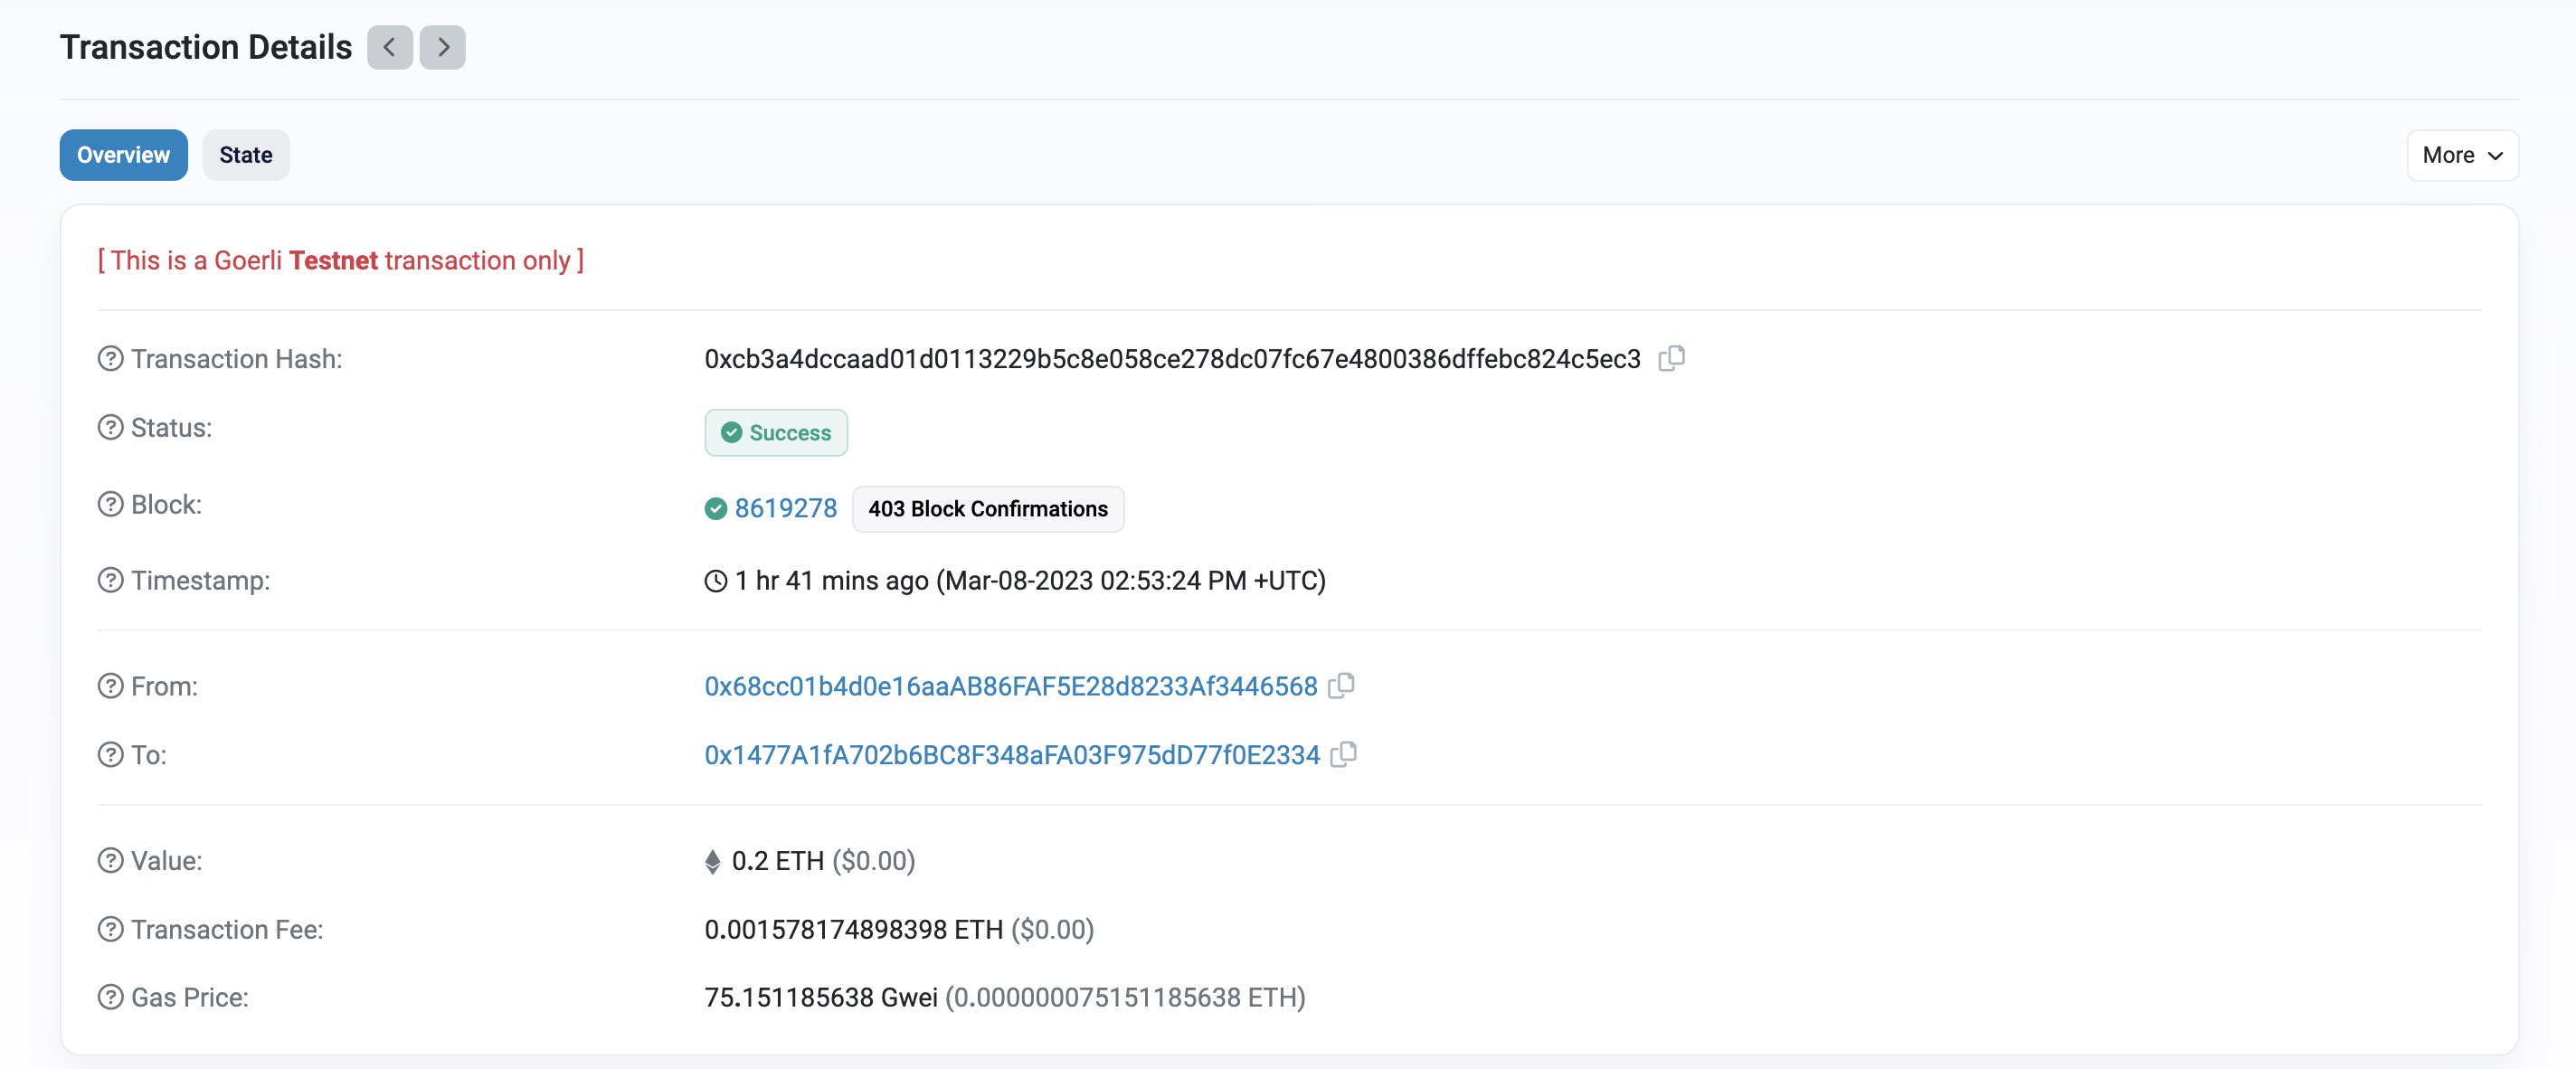 Transaction Details
Overview State More
[ This is a Goerli Testnet transaction only ]
Transaction Hash: 0xcb3a4dccaad01d0113229b5c8e058ce278dc07fc67e4800386dffebc824c5ec3
Status: Success
Block: 8619278 403 Block Confirmations
Timestamp: 1 hr 41 mins ago (Mar-08-2023 02:53:24 PM +UTC)
From: 0x68cc01b4d0e16aaAB86FAF5E28d8233Af3446568
To: 0x1477A1fA702b6BC8F348aFA03F975dD77f0E2334
Value: 0.2 ETH ($0.00)
Transaction Fee: 0.001578174898398 ETH ($0.00)
Gas Price: 75.151185638 Gwei (0.000000075151185638 ETH)